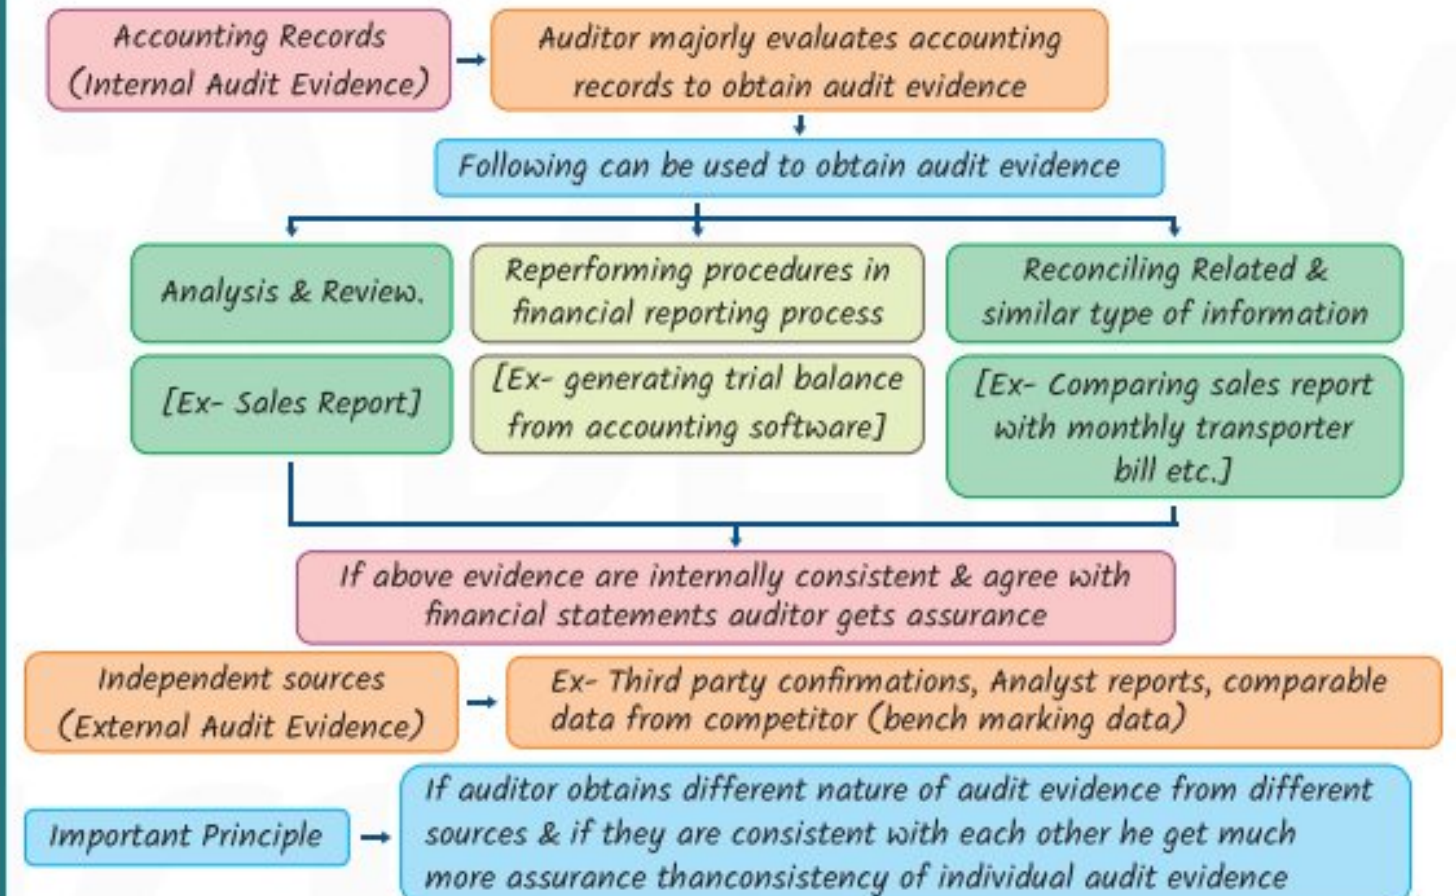 Accounting Records
(Internal Audit Evidence)
Auditor majorly evaluates accounting
records to obtain audit evidence
Following can be used to obtain audit evidence
Analysis & Review.
Reperforming procedures in
financial reporting process
Reconciling Related &
similar type of information
[Ex- Sales Report]
[Ex- generating trial balance
from accounting software]
[Ex- Comparing sales report
with monthly transporter
bill etc.]
If above evidence are internally consistent & agree with
financial statements auditor gets assurance
Independent sources
(External Audit Evidence)
Ex- Third party confirmations, Analyst reports, comparable
data from competitor (bench marking data)
Important Principle
If auditor obtains different nature of audit evidence from different
sources & if they are consistent with each other he get much
more assurance thanconsistency of individual audit evidence